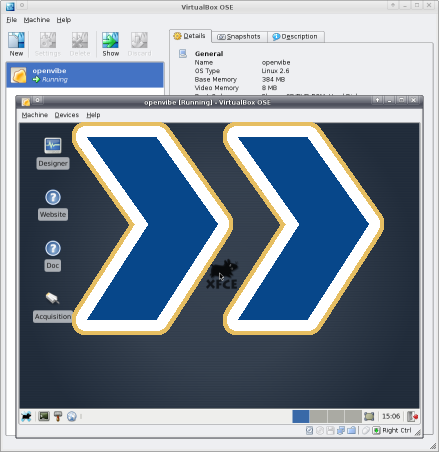 VirtualBox OSE
File Machine Help
New Settings Delete Show Discard
Details Snapshots Description
openvibe
Running
General
Name openvibe
OS Type Linux 2.6
Base Memory 384 MB
Video Memory 8 MB
openvibe [Running] - VirtualBox OSE
Machine Devices Help
Designer
Website
Doc
Acquisition
XFCE
15:06
Right Ctrl